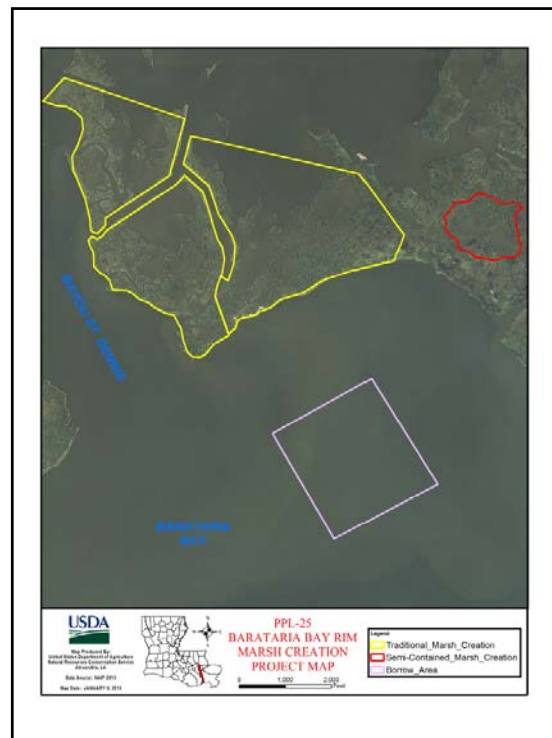 BAYOU ST. DENNIS
BARATARIA
BAY
USDA
Map Produced By:
United States Department of Agriculture
Natural Resources Conservation Service
Alexandria, LA
Data Source: NAIP 2013
Map Date: JANUARY 9, 2015
PPL-25
BARATARIA BAY RIM
MARSH CREATION
PROJECT MAP
0 1,000 2,000
Feet
Legend
Traditional_Marsh_Creation
Semi-Contained_Marsh_Creation
Borrow_Area